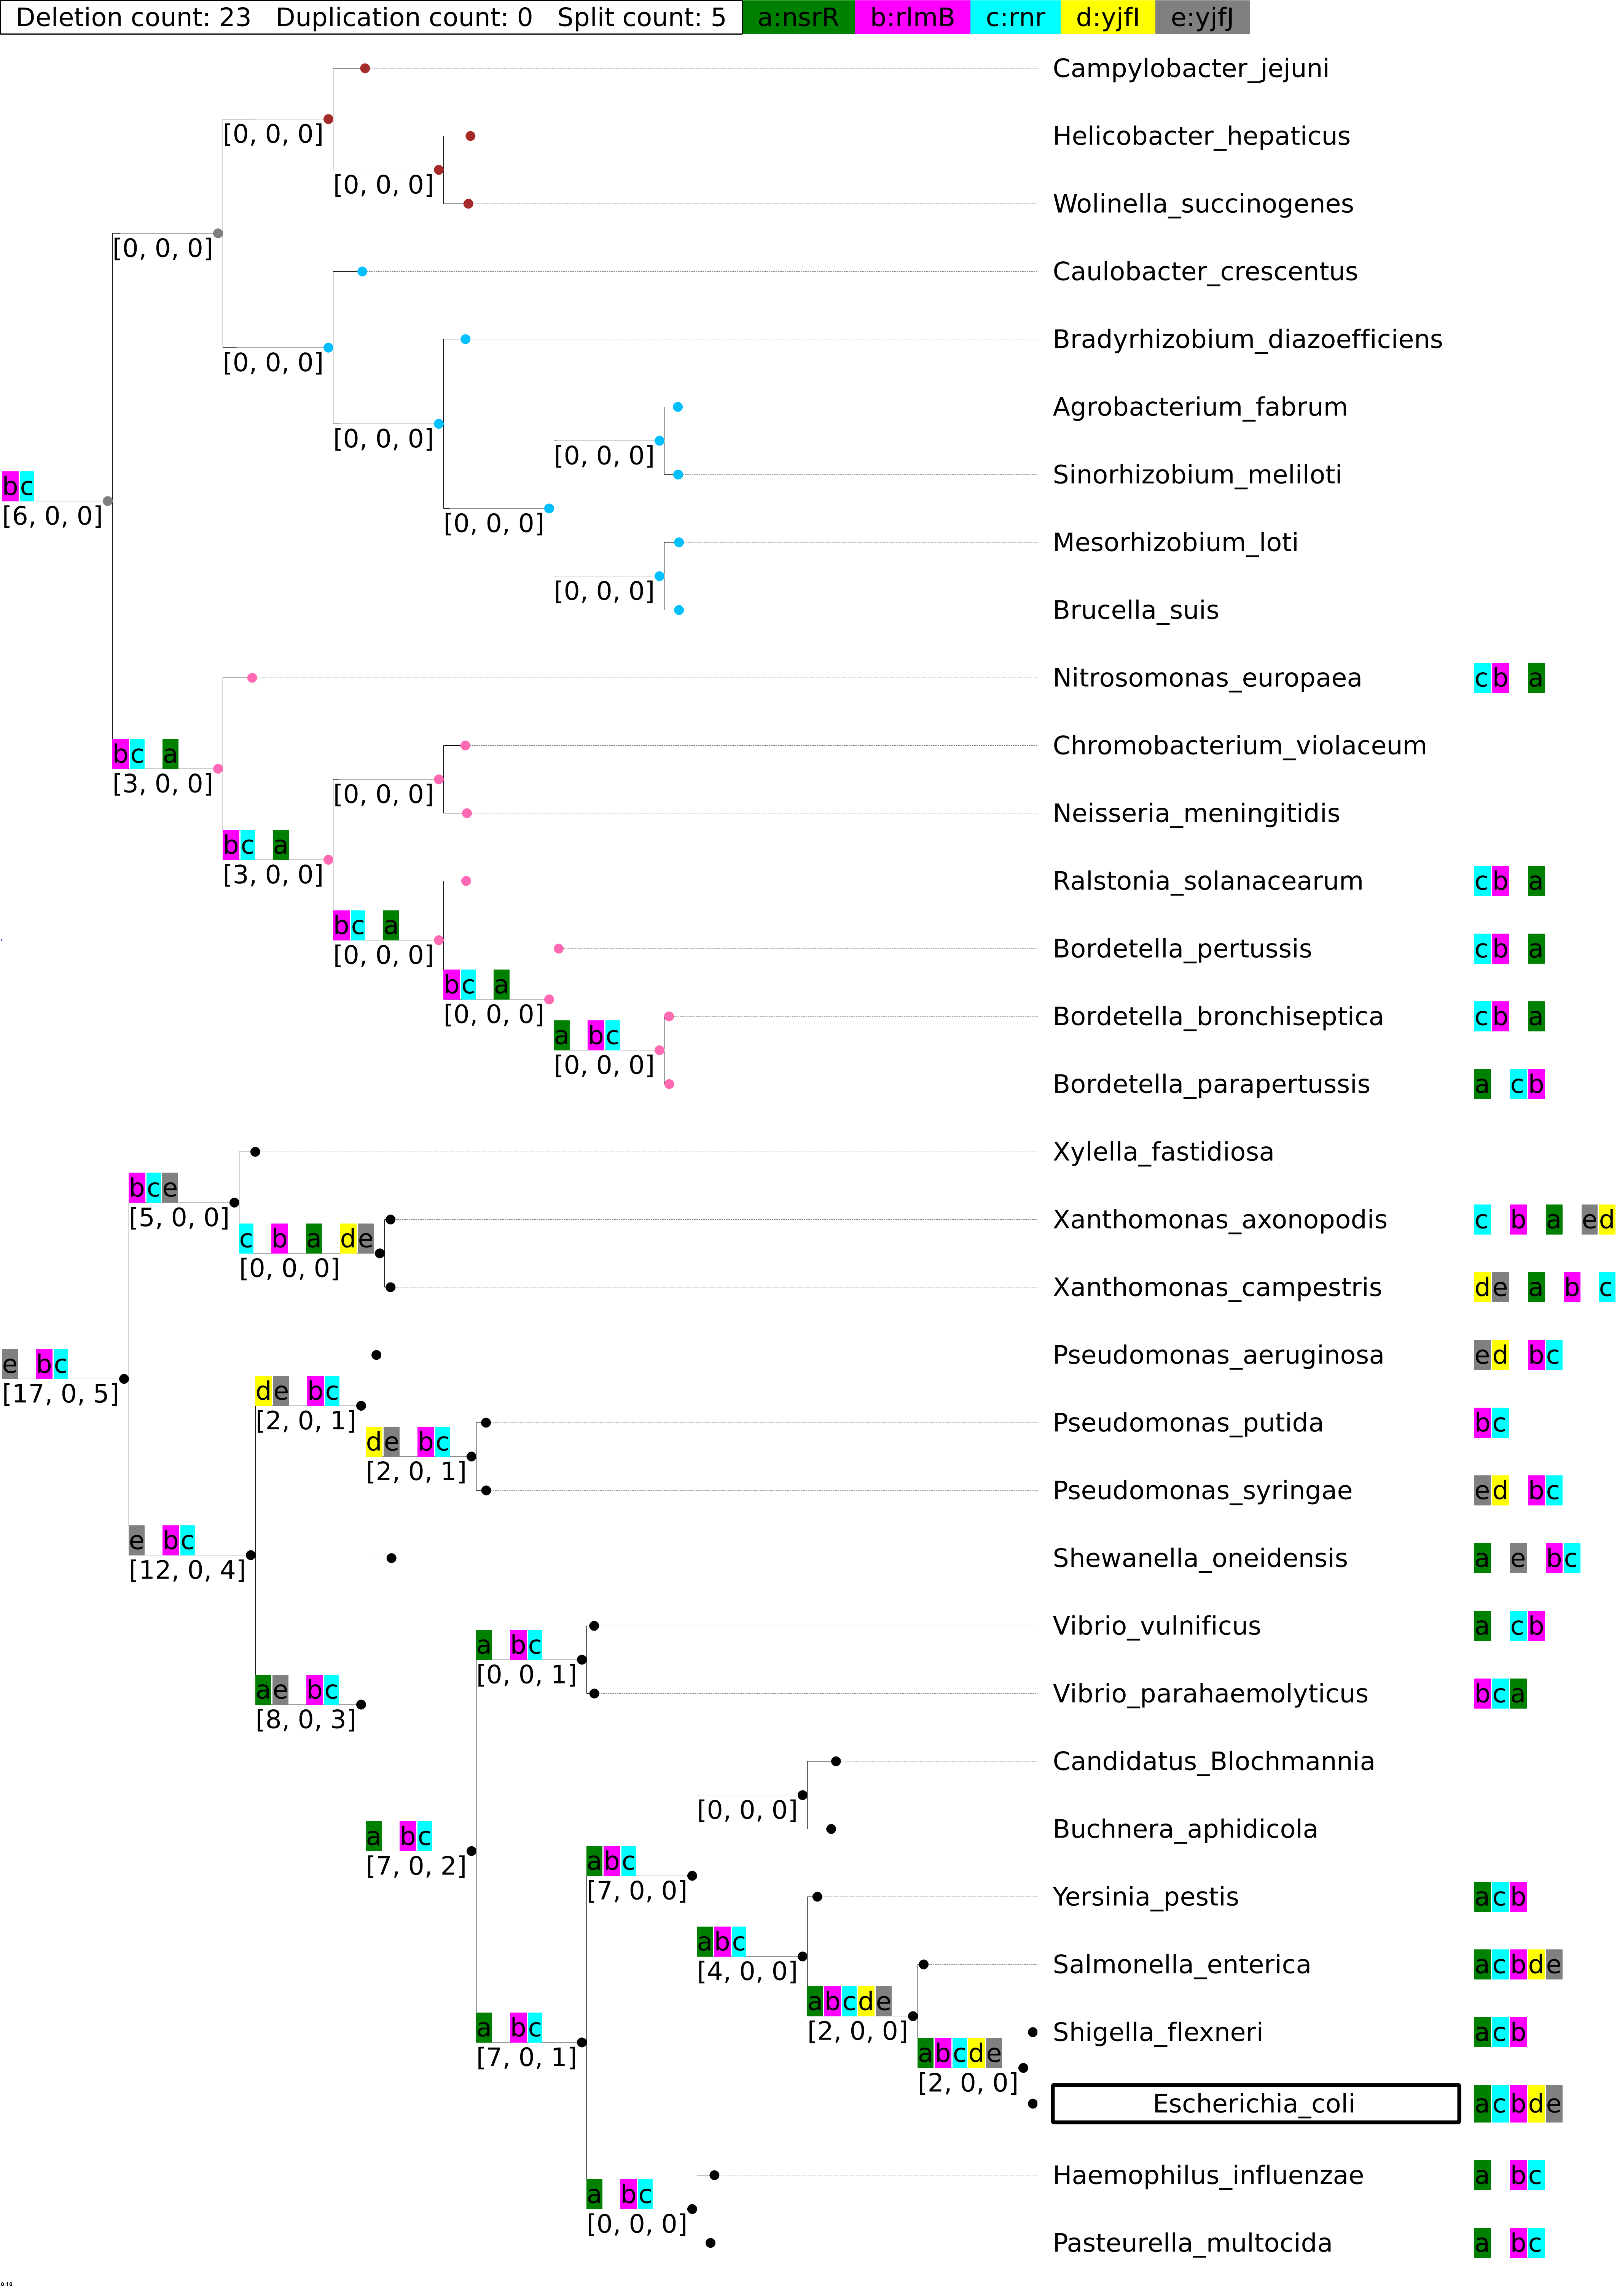 Deletion count: 23 Duplication count: 0 Split count: 5 a:nsrR b:rlmB c:rnr d:yjfI e:yjfJ
Campylobacter_jejuni
[0, 0, 0]
Helicobacter_hepaticus
[0, 0, 0]
Wolinella_succinogenes
[0, 0, 0]
Caulobacter_crescentus
Bradyrhizobium_diazoefficiens
[0, 0, 0]
Agrobacterium_fabrum
[0, 0, 0]
[0, 0, 0]
Sinorhizobium_meliloti
bc
[6, 0, 0]
[0, 0, 0]
Mesorhizobium_loti
[0, 0, 0]
Brucella_suis
Nitrosomonas_europaea cb a
Chromobacterium_violaceum
bc a
[3, 0, 0]
[0, 0, 0]
Neisseria_meningitidis
bc a
[3, 0, 0]
Ralstonia_solanacearum cb a
bc a
[0, 0, 0]
Bordetella_pertussis cb a
bc a
[0, 0, 0]
Bordetella_bronchiseptica cb a
a bc
[0, 0, 0]
Bordetella_parapertussis a cb
Xylella_fastidiosa
bce
[5, 0, 0]
Xanthomonas_axonopodis c b a ed
c b a de
[0, 0, 0]
Xanthomonas_campestris de a b c
Pseudomonas_aeruginosa ed bc
e bc
[17, 0, 5]
de bc
[2, 0, 1]
Pseudomonas_putida bc
de bc
[2, 0, 1]
Pseudomonas_syringae ed bc
e bc
[12, 0, 4]
Shewanella_oneidensis a e bc
Vibrio_vulnificus a cb
a bc
[0, 0, 1]
Vibrio_parahaemolyticus bca
ae bc
[8, 0, 3]
Candidatus_Blochmannia
[0, 0, 0]
Buchnera_aphidicola
a bc
[7, 0, 2]
abc
[7, 0, 0]
Yersinia_pestis acb
abc
[4, 0, 0]
Salmonella_enterica acbde
abcde
[2, 0, 0]
Shigella_flexneri acb
a bc
[7, 0, 1]
abcde
[2, 0, 0]
Escherichia_coli acbde
Haemophilus_influenzae a bc
a bc
[0, 0, 0]
Pasteurella_multocida a bc
0.10